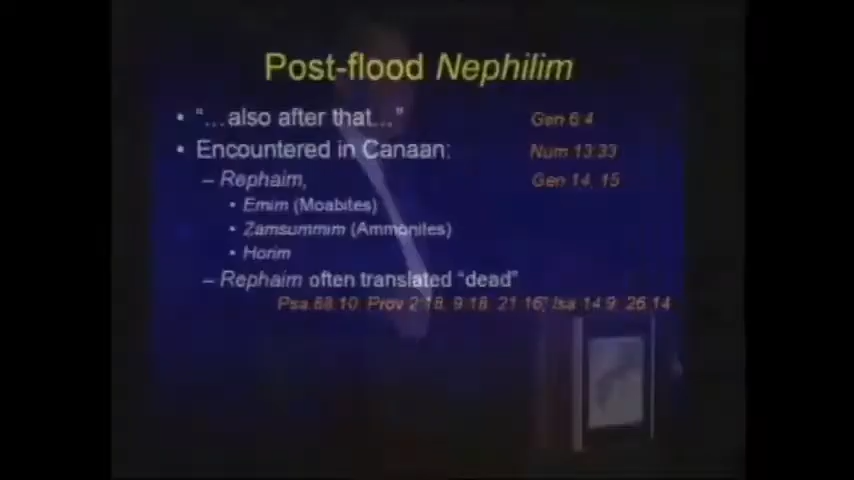 Post-flood Nephilim
• "...also after that..." Gen 6:4
• Encountered in Canaan: Num 13:33
– Rephaim, Gen 14, 15
• Emim (Moabites)
• Zamsummim (Ammonites)
• Horim
– Rephaim often translated "dead"
Psa 88:10; Prov 2:18; 9:18; 21:16; Isa 14:9; 26:14